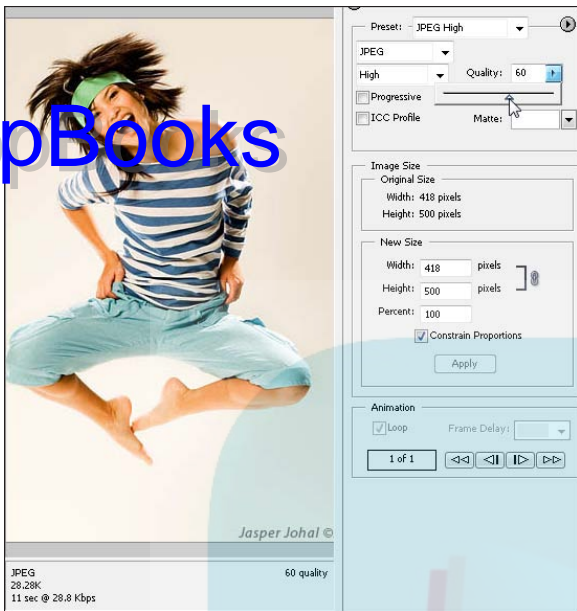 pBooks
Jasper Johal ©
JPEG
28.28K
11 sec @ 28.8 Kbps
60 quality
Preset: JPEG High
JPEG
High
Quality: 60
Progressive
ICC Profile
Matte:
Image Size
Original Size
Width: 418 pixels
Height: 500 pixels
New Size
Width: 418 pixels
Height: 500 pixels
Percent: 100
Constrain Proportions
Apply
Animation
Loop
Frame Delay:
1 of 1